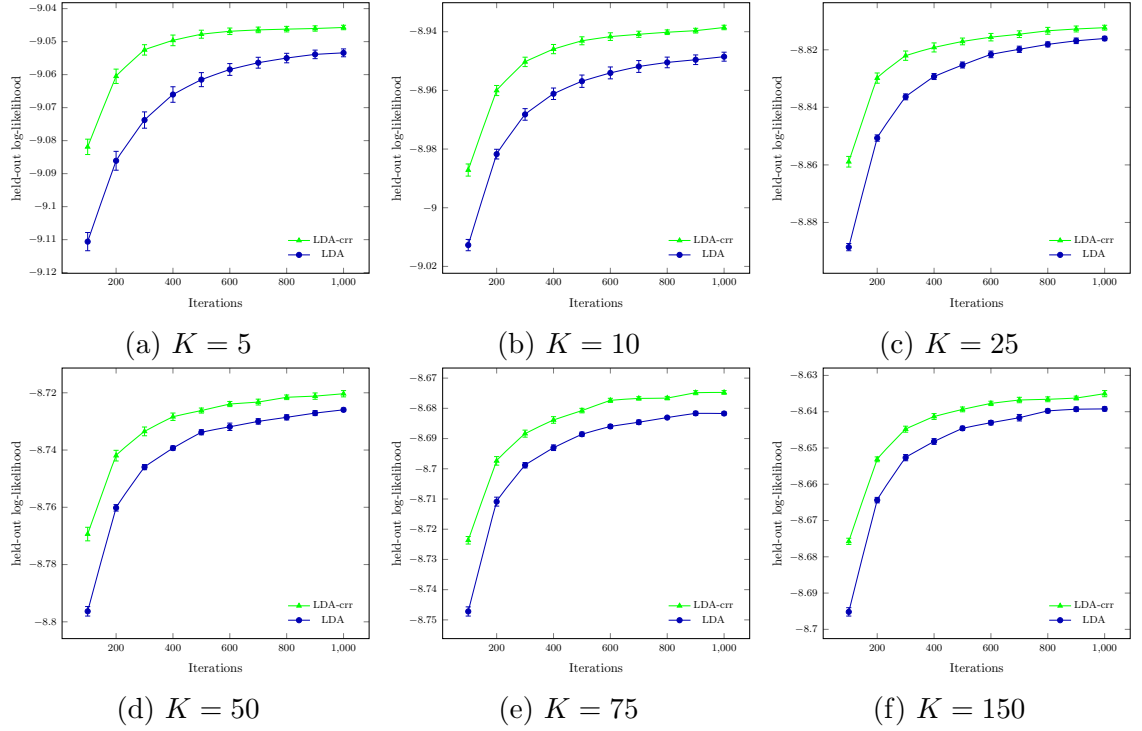 −9.04
−9.05
−9.06
−9.07
−9.08
−9.09
−9.1
−9.11
−9.12
held-out log-likelihood
LDA-crr
LDA
200 400 600 800 1,000
Iterations
(a) K = 5
−8.94
−8.96
−8.98
−9
−9.02
held-out log-likelihood
LDA-crr
LDA
200 400 600 800 1,000
Iterations
(b) K = 10
−8.82
−8.84
−8.86
−8.88
held-out log-likelihood
LDA-crr
LDA
200 400 600 800 1,000
Iterations
(c) K = 25
−8.72
−8.74
−8.76
−8.78
−8.8
held-out log-likelihood
LDA-crr
LDA
200 400 600 800 1,000
Iterations
(d) K = 50
−8.67
−8.68
−8.69
−8.7
−8.71
−8.72
−8.73
−8.74
−8.75
held-out log-likelihood
LDA-crr
LDA
200 400 600 800 1,000
Iterations
(e) K = 75
−8.63
−8.64
−8.65
−8.66
−8.67
−8.68
−8.69
−8.7
held-out log-likelihood
LDA-crr
LDA
200 400 600 800 1,000
Iterations
(f) K = 150